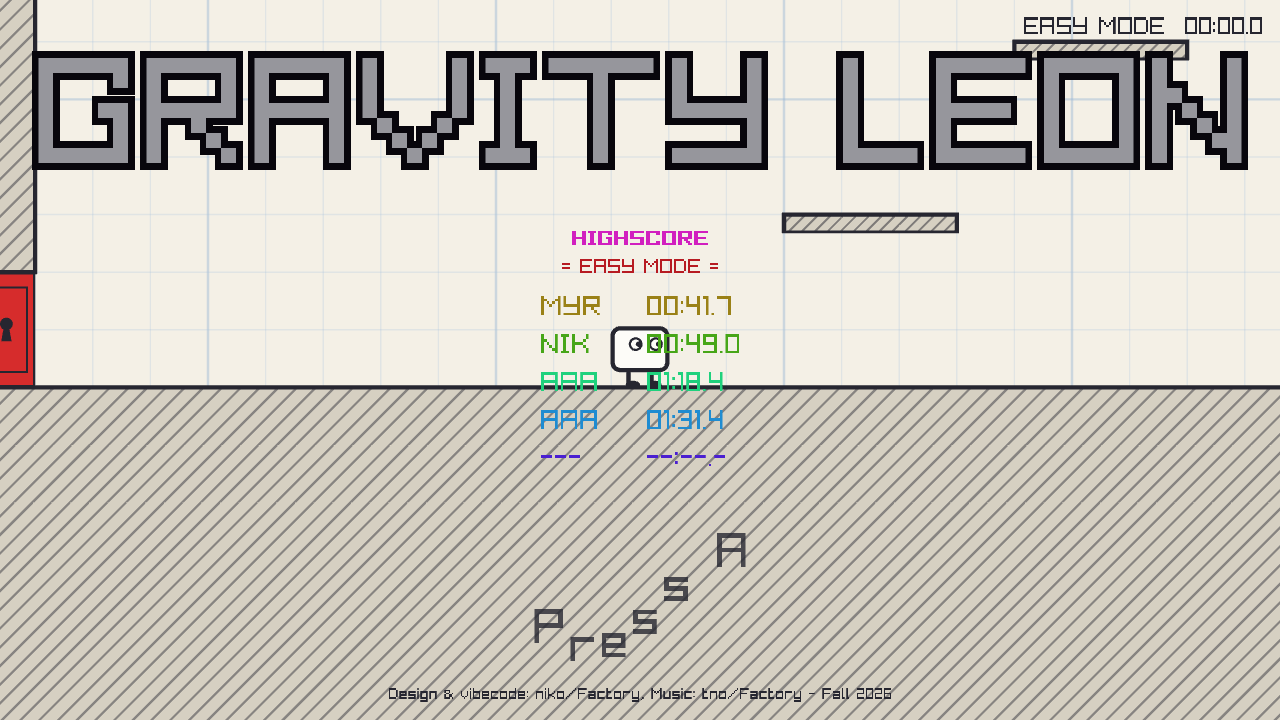 EASY MODE 00:00.0
GRAVITY LEON
HIGHSCORE
= EASY MODE =
MYR 00:41.7
NIK 00:49.0
AAA 01:18.4
AAA 01:31.4
--- --:--.-
Press A
Design & vibecode: niko/Factory, Music: tno/Factory - Fall 2026